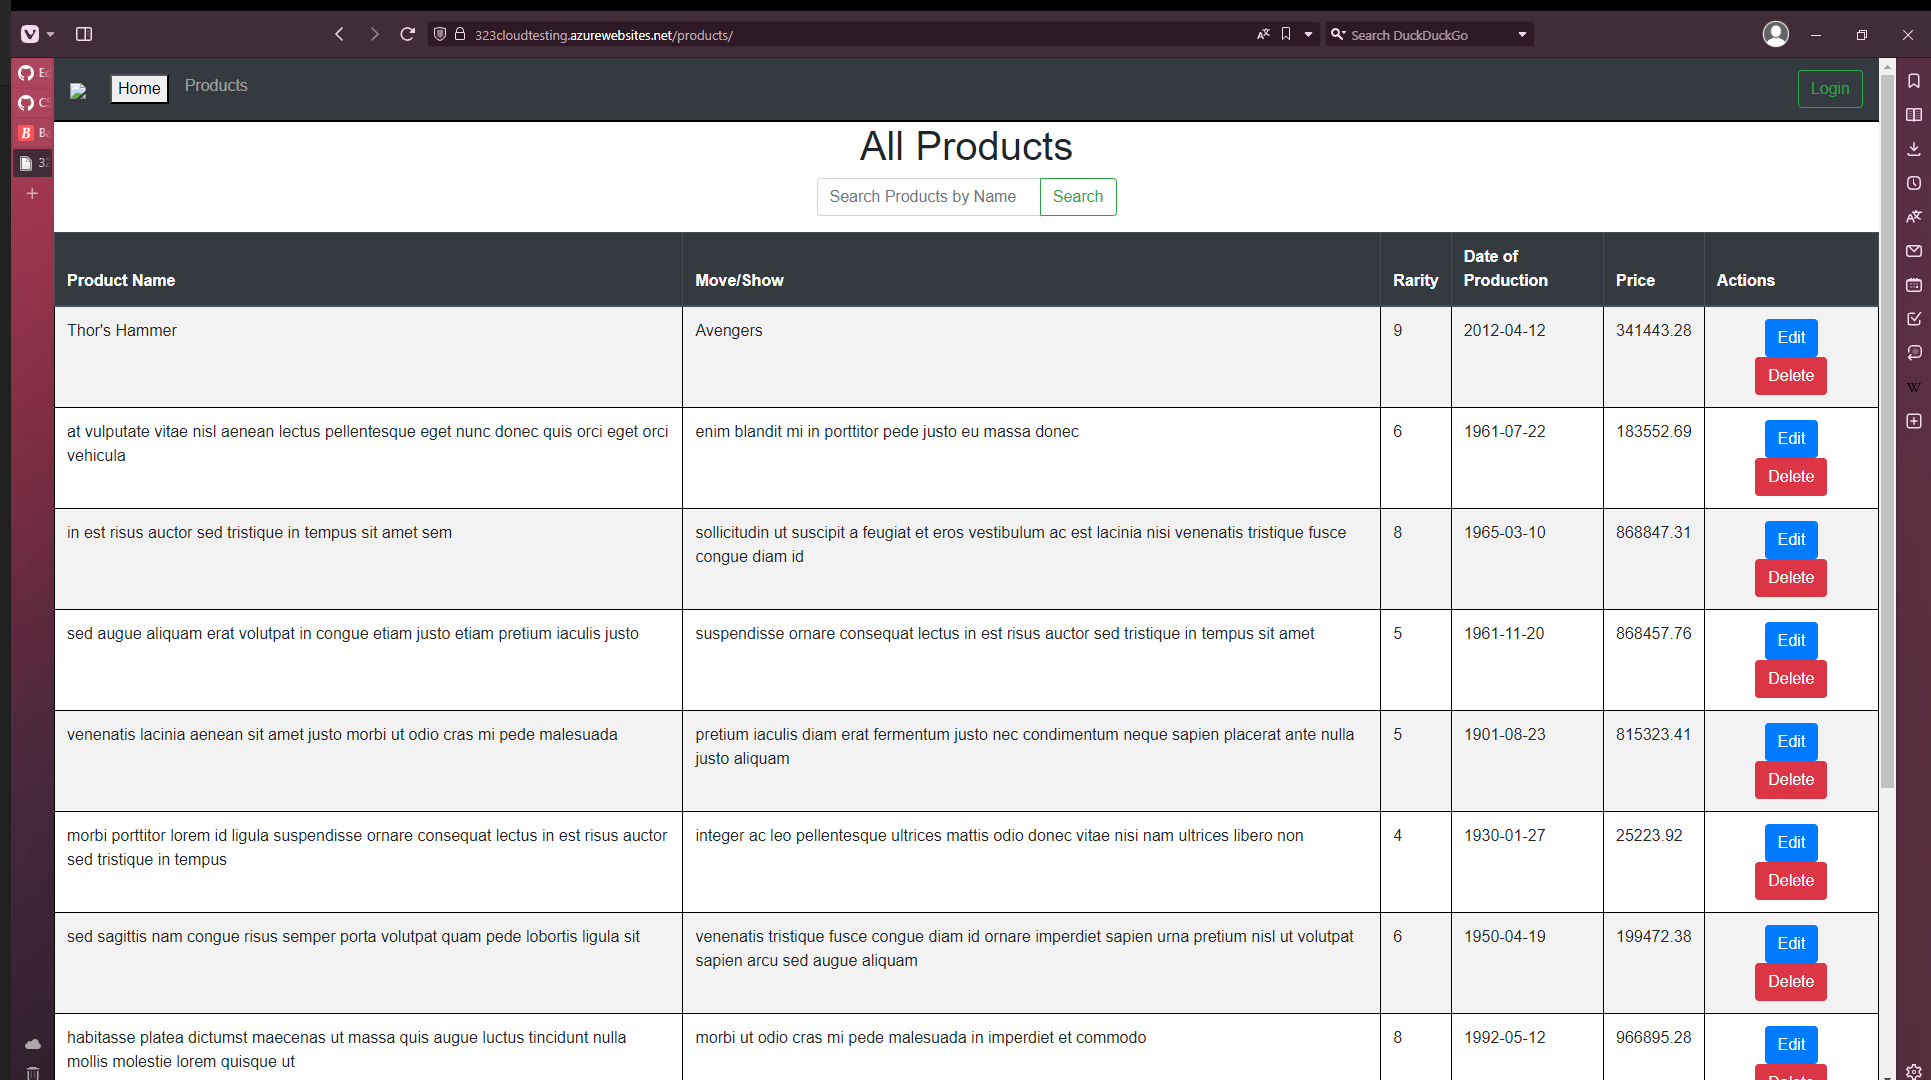 323cloudtesting.azurewebsites.net/products/
Search DuckDuckGo
Home
Products
Login
All Products
Search Products by Name
Search
Product Name
Move/Show
Rarity
Date of
Production
Price
Actions
Thor's Hammer
Avengers
9
2012-04-12
341443.28
Edit
Delete
at vulputate vitae nisl aenean lectus pellentesque eget nunc donec quis orci eget orci
vehicula
enim blandit mi in porttitor pede justo eu massa donec
6
1961-07-22
183552.69
Edit
Delete
in est risus auctor sed tristique in tempus sit amet sem
sollicitudin ut suscipit a feugiat et eros vestibulum ac est lacinia nisi venenatis tristique fusce
congue diam id
8
1965-03-10
868847.31
Edit
Delete
sed augue aliquam erat volutpat in congue etiam justo etiam pretium iaculis justo
suspendisse ornare consequat lectus in est risus auctor sed tristique in tempus sit amet
5
1961-11-20
868457.76
Edit
Delete
venenatis lacinia aenean sit amet justo morbi ut odio cras mi pede malesuada
pretium iaculis diam erat fermentum justo nec condimentum neque sapien placerat ante nulla
justo aliquam
5
1901-08-23
815323.41
Edit
Delete
morbi porttitor lorem id ligula suspendisse ornare consequat lectus in est risus auctor
sed tristique in tempus
integer ac leo pellentesque ultrices mattis odio donec vitae nisi nam ultrices libero non
4
1930-01-27
25223.92
Edit
Delete
sed sagittis nam congue risus semper porta volutpat quam pede lobortis ligula sit
venenatis tristique fusce congue diam id ornare imperdiet sapien urna pretium nisl ut volutpat
sapien arcu sed augue aliquam
6
1950-04-19
199472.38
Edit
Delete
habitasse platea dictumst maecenas ut massa quis augue luctus tincidunt nulla
mollis molestie lorem quisque ut
morbi ut odio cras mi pede malesuada in imperdiet et commodo
8
1992-05-12
966895.28
Edit
Delete